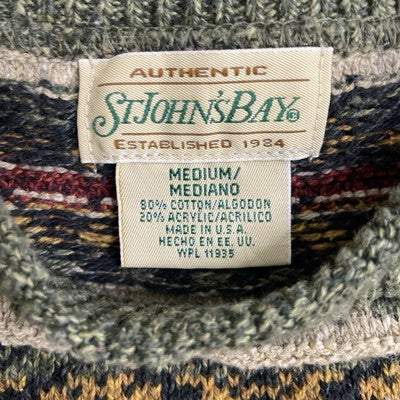 AUTHENTIC
ST. JOHN'S BAY®
ESTABLISHED 1984
MEDIUM/
MEDIANO
80% COTTON/ALGODON
20% ACRYLIC/ACRILICO
MADE IN U.S.A.
HECHO EN EE. UU.
WPL 11935